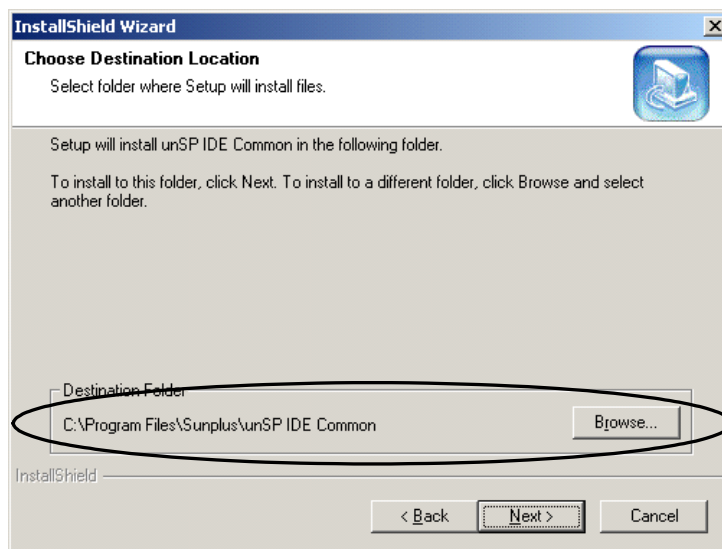 InstallShield Wizard
Choose Destination Location
Select folder where Setup will install files.
Setup will install unSP IDE Common in the following folder.
To install to this folder, click Next. To install to a different folder, click Browse and select
another folder.
Destination Folder
C:\Program Files\Sunplus\unSP IDE Common
Browse...
InstallShield
< Back
Next >
Cancel